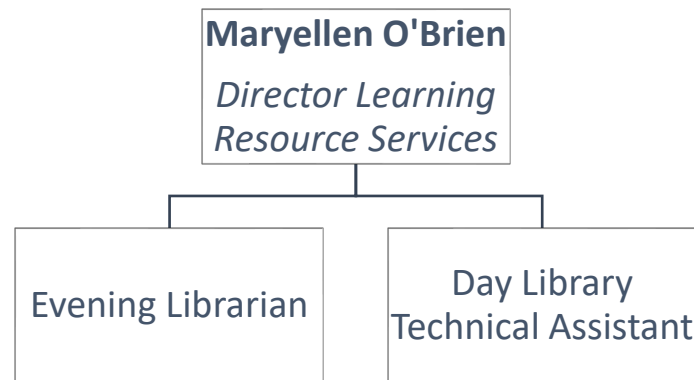 Maryellen O'Brien
Director Learning
Resource Services
Evening Librarian
Day Library
Technical Assistant